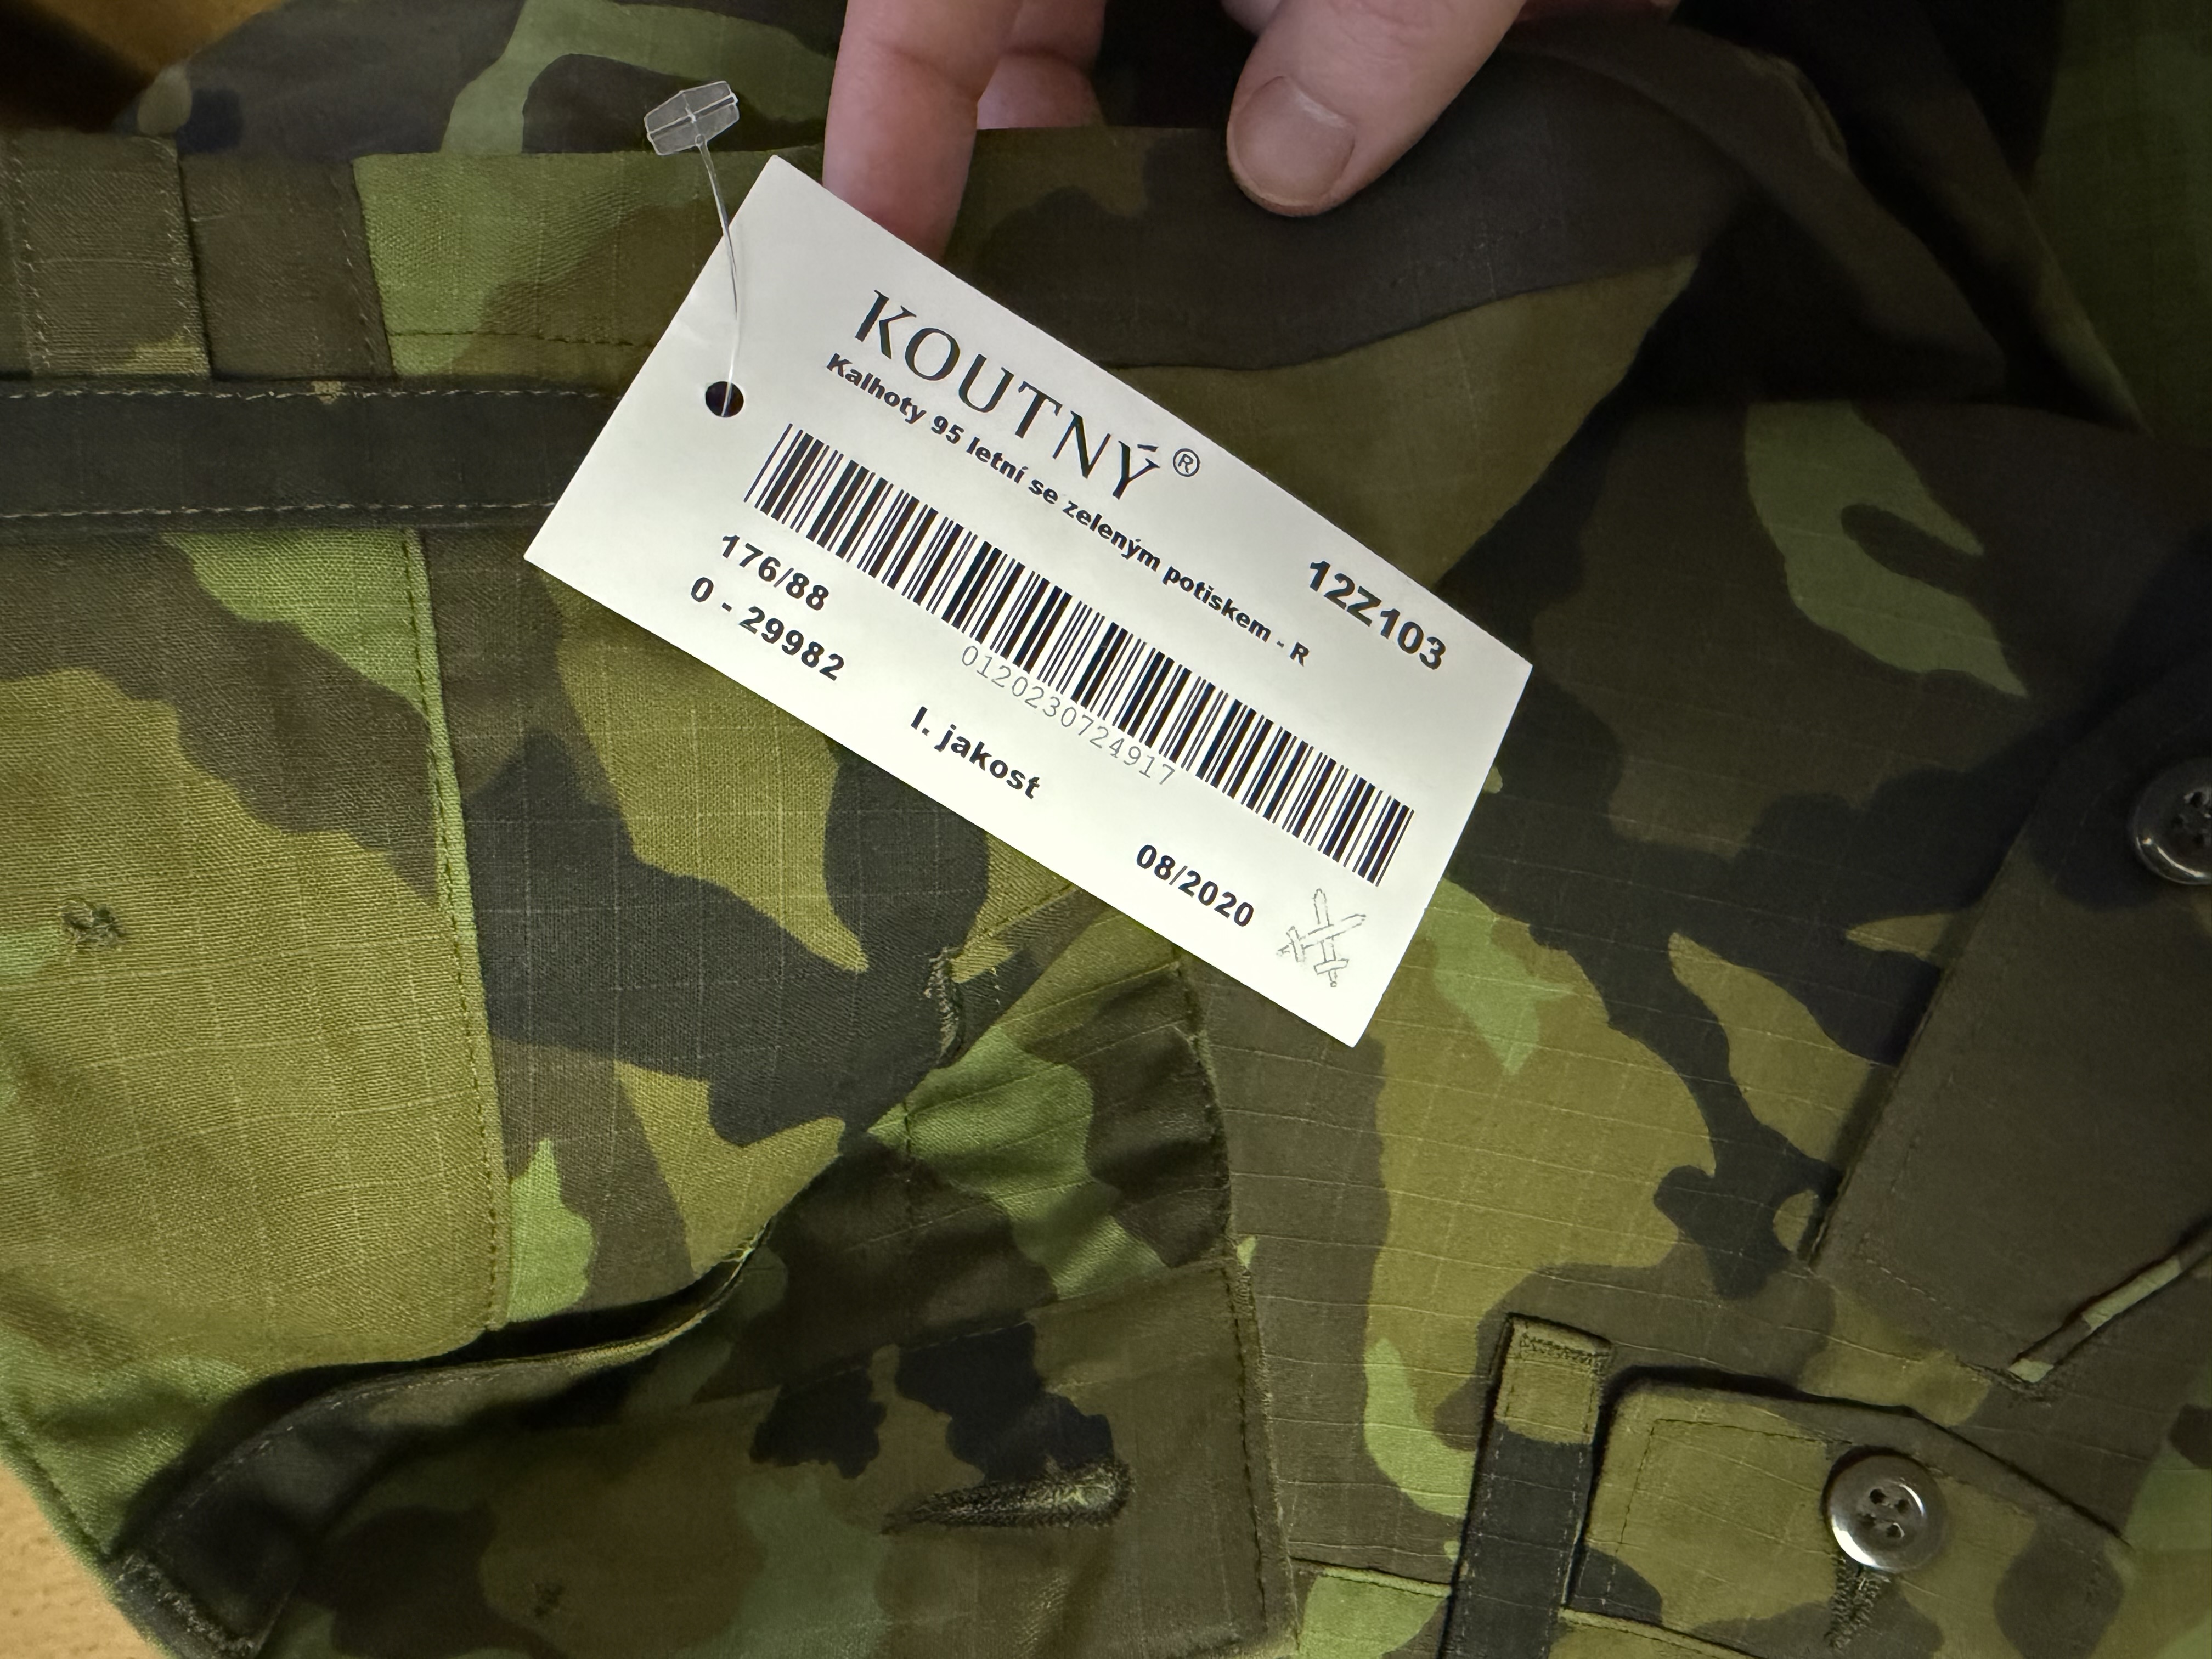 KOUTNÝ®
Kalhoty 95 letní se zeleným potiskem - R
12Z103
0120230724917
176/88
0 - 29982
I. jakost
08/2020